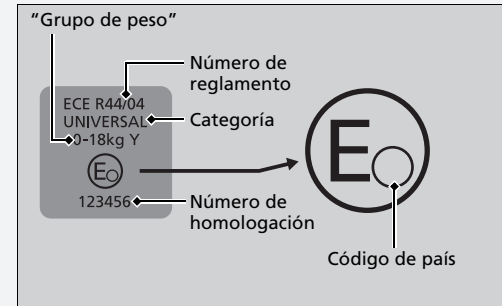 “Grupo de peso”
Número de
reglamento
ECE R44/04
UNIVERSAL
Categoría
0-18kg Y
E
E
123456
Número de
homologación
Código de país